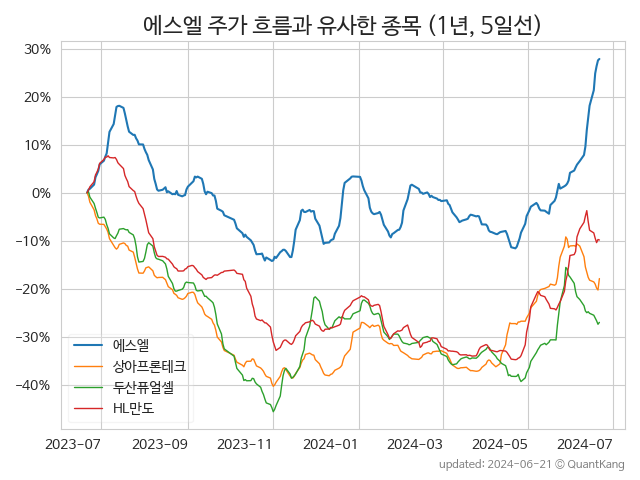 에스엘 주가 흐름과 유사한 종목 (1년, 5일선)
30%
20%
10%
0%
−10%
−20%
−30%
−40%
에스엘
상아프론테크
두산퓨얼셀
HL만도
2023-07 2023-09 2023-11 2024-01 2024-03 2024-05 2024-07
updated: 2024-06-21 © QuantKang